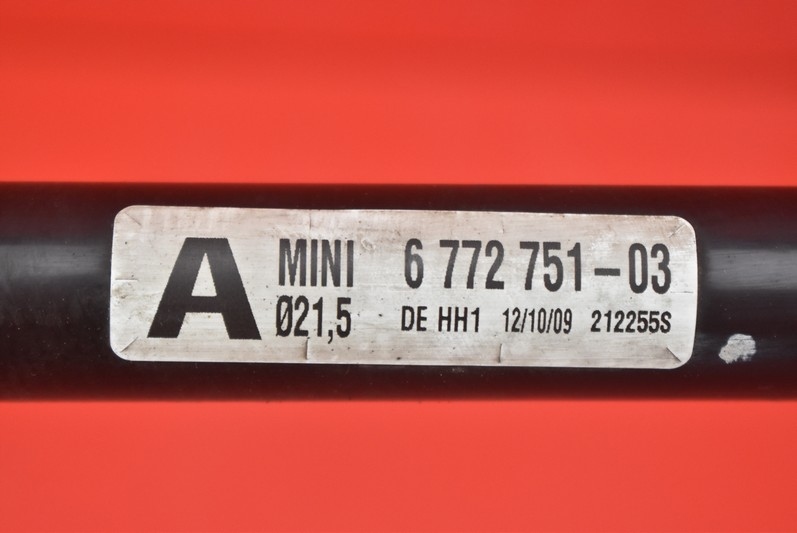 A MINI 6 772 751-03
Ø21,5 DE HH1 12/10/09 212255S